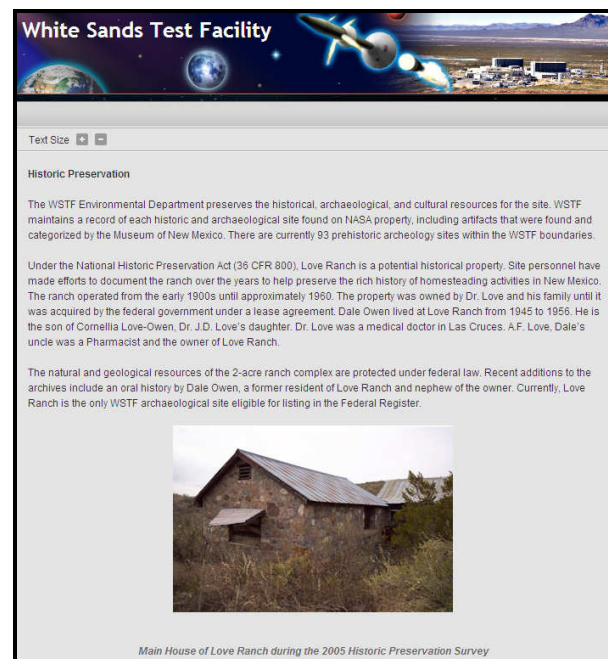 White Sands Test Facility
Text Size + -
Historic Preservation
The WSTF Environmental Department preserves the historical, archaeological, and cultural resources for the site. WSTF
maintains a record of each historic and archaeological site found on NASA property, including artifacts that were found and
categorized by the Museum of New Mexico. There are currently 93 prehistoric archeology sites within the WSTF boundaries.
Under the National Historic Preservation Act (36 CFR 800), Love Ranch is a potential historical property. Site personnel have
made efforts to document the ranch over the years to help preserve the rich history of homesteading activities in New Mexico.
The ranch operated from the early 1900s until approximately 1960. The property was owned by Dr. Love and his family until it
was acquired by the federal government under a lease agreement. Dale Owen lived at Love Ranch from 1945 to 1956. He is
the son of Cornellia Love-Owen, Dr. J.D. Love's daughter. Dr. Love was a medical doctor in Las Cruces. A.F. Love, Dale's
uncle was a Pharmacist and the owner of Love Ranch.
The natural and geological resources of the 2-acre ranch complex are protected under federal law. Recent additions to the
archives include an oral history by Dale Owen, a former resident of Love Ranch and nephew of the owner. Currently, Love
Ranch is the only WSTF archaeological site eligible for listing in the Federal Register.
Main House of Love Ranch during the 2005 Historic Preservation Survey